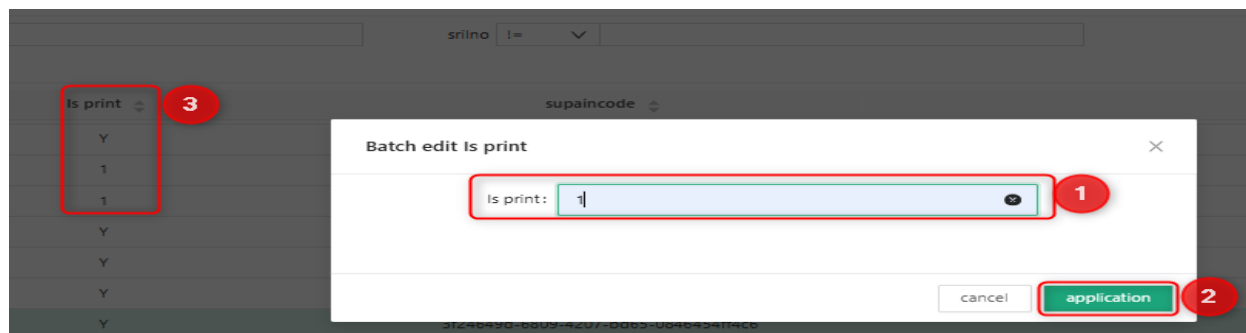 srilno !=
Is print 3 supaincode
Y
1
1
Y
Y
Y
Y
Batch edit Is print
Is print: 1 1
cancel application 2